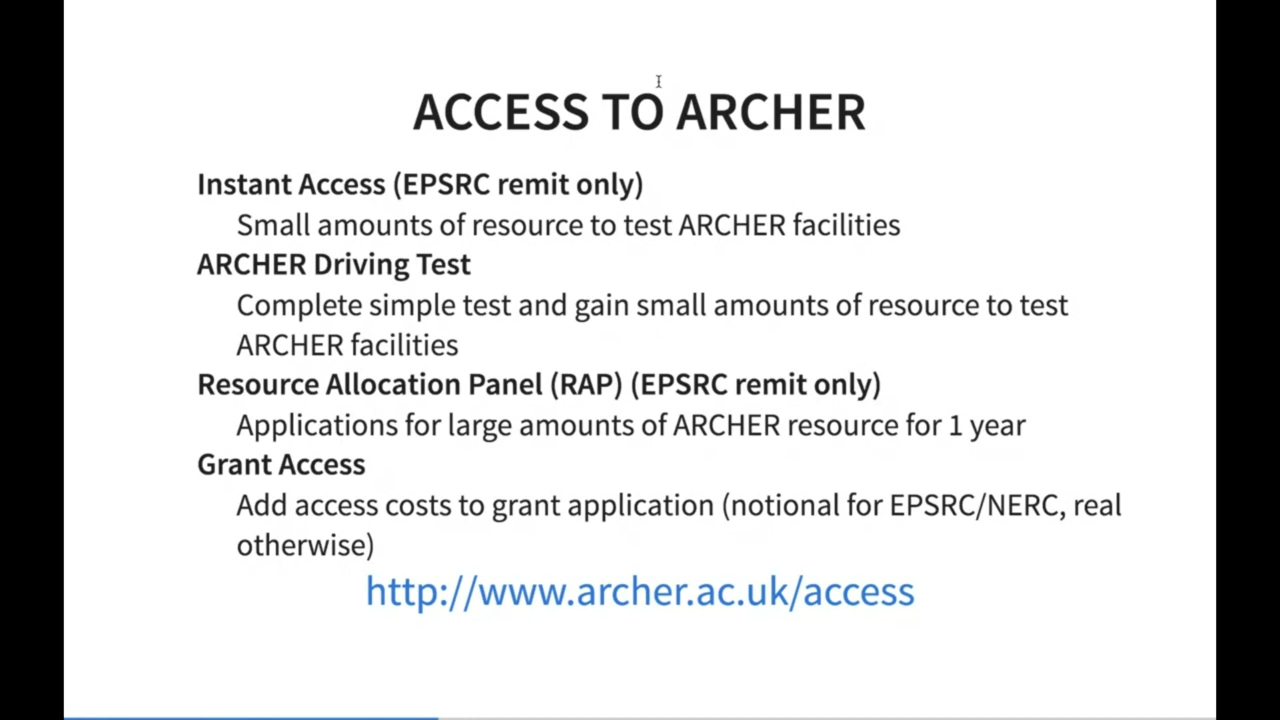 ACCESS TO ARCHER
Instant Access (EPSRC remit only)
Small amounts of resource to test ARCHER facilities
ARCHER Driving Test
Complete simple test and gain small amounts of resource to test
ARCHER facilities
Resource Allocation Panel (RAP) (EPSRC remit only)
Applications for large amounts of ARCHER resource for 1 year
Grant Access
Add access costs to grant application (notional for EPSRC/NERC, real
otherwise)
http://www.archer.ac.uk/access